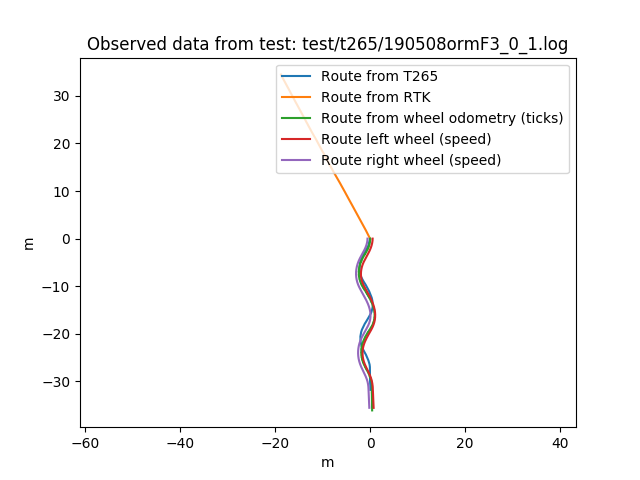 Observed data from test: test/t265/190508ormF3_0_1.log
Route from T265
Route from RTK
Route from wheel odometry (ticks)
Route left wheel (speed)
Route right wheel (speed)
30
20
10
0
−10
−20
−30
m
−60
−40
−20
0
20
40
m